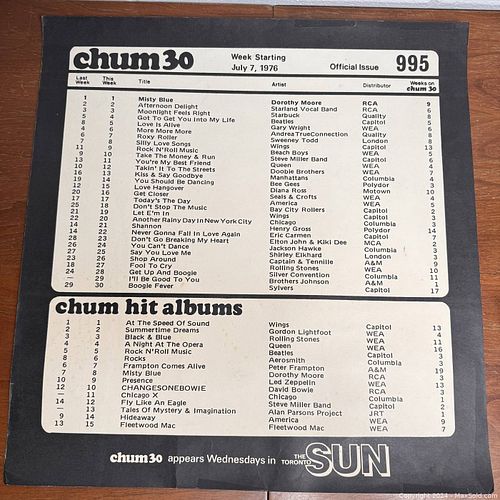 chum30
Week Starting
July 7, 1976
Official Issue 995
Last Week This Week Title Artist Distributor Weeks on chum 30
1 1 Misty Blue Dorothy Moore RCA 9
2 2 Afternoon Delight Starland Vocal Band RCA 6
3 3 Moonlight Feels Right Starbuck Quality 8
5 4 Got To Get You Into My Life Beatles Capitol 5
8 5 Love Is Alive Gary Wright WEA 6
4 6 More More More AndreaTrueConnection Quality 8
6 7 Roxy Roller Sweeney Todd London 8
7 8 Silly Love Songs Wings Capitol 13
11 9 Rock N'Roll Music Beach Boys WEA 5
9 10 Take The Money & Run Steve Miller Band Capitol 6
13 11 You're My Best Friend Queen WEA 4
10 12 Takin' It To The Streets Doobie Brothers WEA 7
16 13 Kiss & Say Goodbye Manhattans Columbia 4
19 14 You Should Be Dancing Bee Gees Polydor 3
12 15 Love Hangover Diana Ross Motown 10
20 16 Get Closer Seals & Crofts WEA 4
17 17 Today's The Day America WEA 5
25 18 Don't Stop The Music Bay City Rollers Capitol 2
21 19 Let E'm In Wings Capitol 3
22 20 Another Rainy Day In New York City Chicago Columbia 2
14 21 Shannon Henry Gross Polydor 14
22 Never Gonna Fall In Love Again Eric Carmen Capitol 7
28 23 Don't Go Breaking My Heart Elton John & Kiki Dee MCA 2
26 24 You Can't Dance Jackson Hawke Columbia 3
27 25 Say You Love Me Shirley Eikhard London 3
23 26 Shop Around Captain & Tennille A&M 9
18 27 Fool To Cry Rolling Stones WEA 10
24 28 Get Up And Boogie Silver Convention Columbia 11
— 29 I'll Be Good To You Brothers Johnson A&M 1
29 30 Boogie Fever Sylvers Capitol 17
chum hit albums
1 1 At The Speed Of Sound Wings Capitol 13
2 2 Summertime Dreams Gordon Lightfoot WEA 4
3 3 Black & Blue Rolling Stones WEA 11
4 4 A Night At The Opera Queen WEA 16
5 5 Rock N'Roll Music Beatles Capitol 3
8 6 Rocks Aerosmith Columbia 3
6 7 Frampton Comes Alive Peter Frampton A&M 19
7 8 Misty Blue Dorothy Moore RCA 3
10 9 Presence Led Zeppelin WEA 13
12 10 CHANGESONEBOWIE David Bowie RCA 3
— 11 Chicago X Chicago Columbia 1
14 12 Fly Like An Eagle Steve Miller Band Capitol 2
— 13 Tales Of Mystery & Imagination Alan Parsons Project JRT 1
9 14 Hideaway America WEA 9
13 15 Fleetwood Mac Fleetwood Mac WEA 7
chum30 appears Wednesdays in THE TORONTO SUN
Copyright © 2024 - MaxSold.com